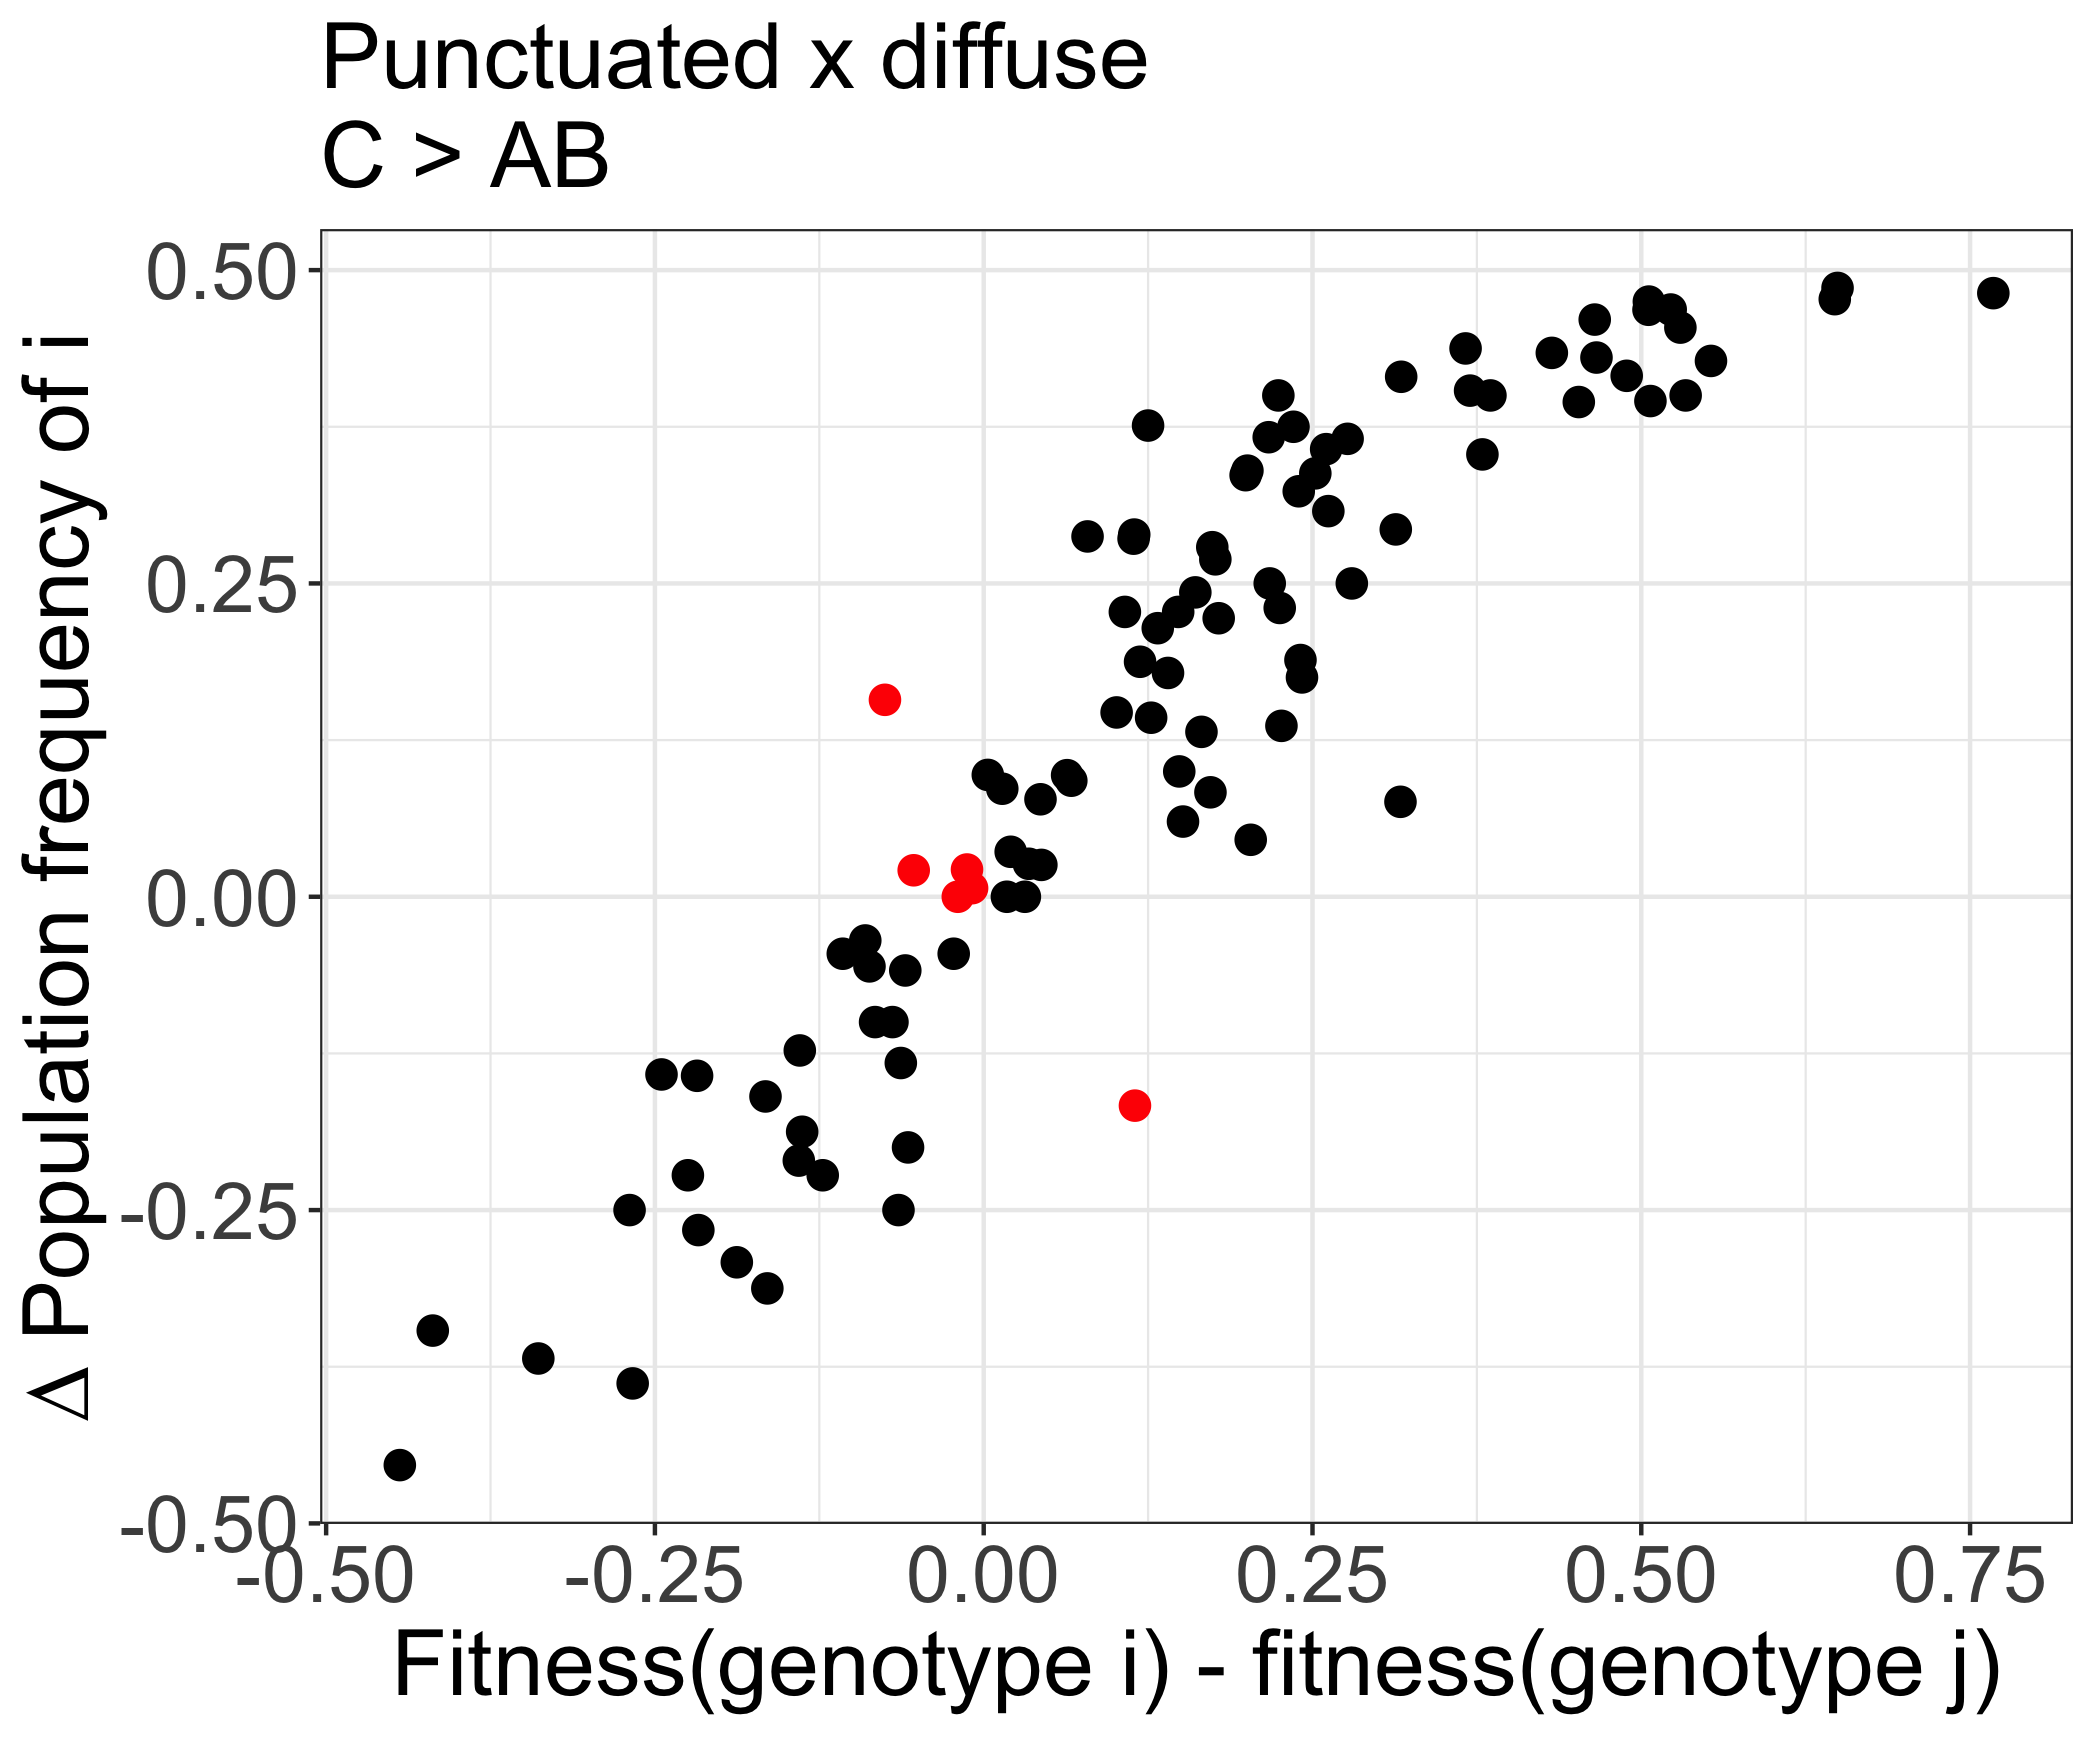 Punctuated x diffuse
C > AB
Δ Population frequency of i
0.50
0.25
0.00
-0.25
-0.50
-0.50 -0.25 0.00 0.25 0.50 0.75
Fitness(genotype i) - fitness(genotype j)